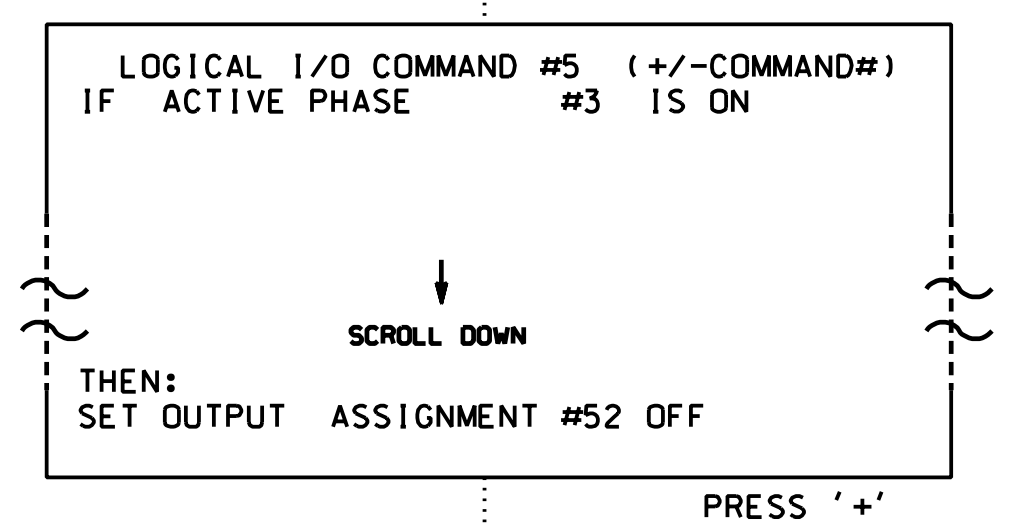 LOGICAL I/O COMMAND #5 (+/-COMMAND#)
IF ACTIVE PHASE #3 IS ON
SCROLL DOWN
THEN:
SET OUTPUT ASSIGNMENT #52 OFF
PRESS '+'